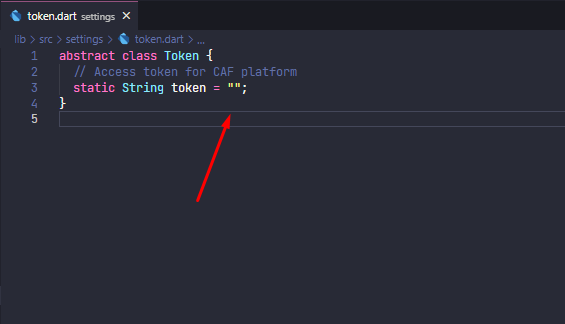 token.dart settings ×
lib > src > settings > token.dart > ...
1 abstract class Token {
2 // Access token for CAF platform
3 static String token = "";
4 }
5